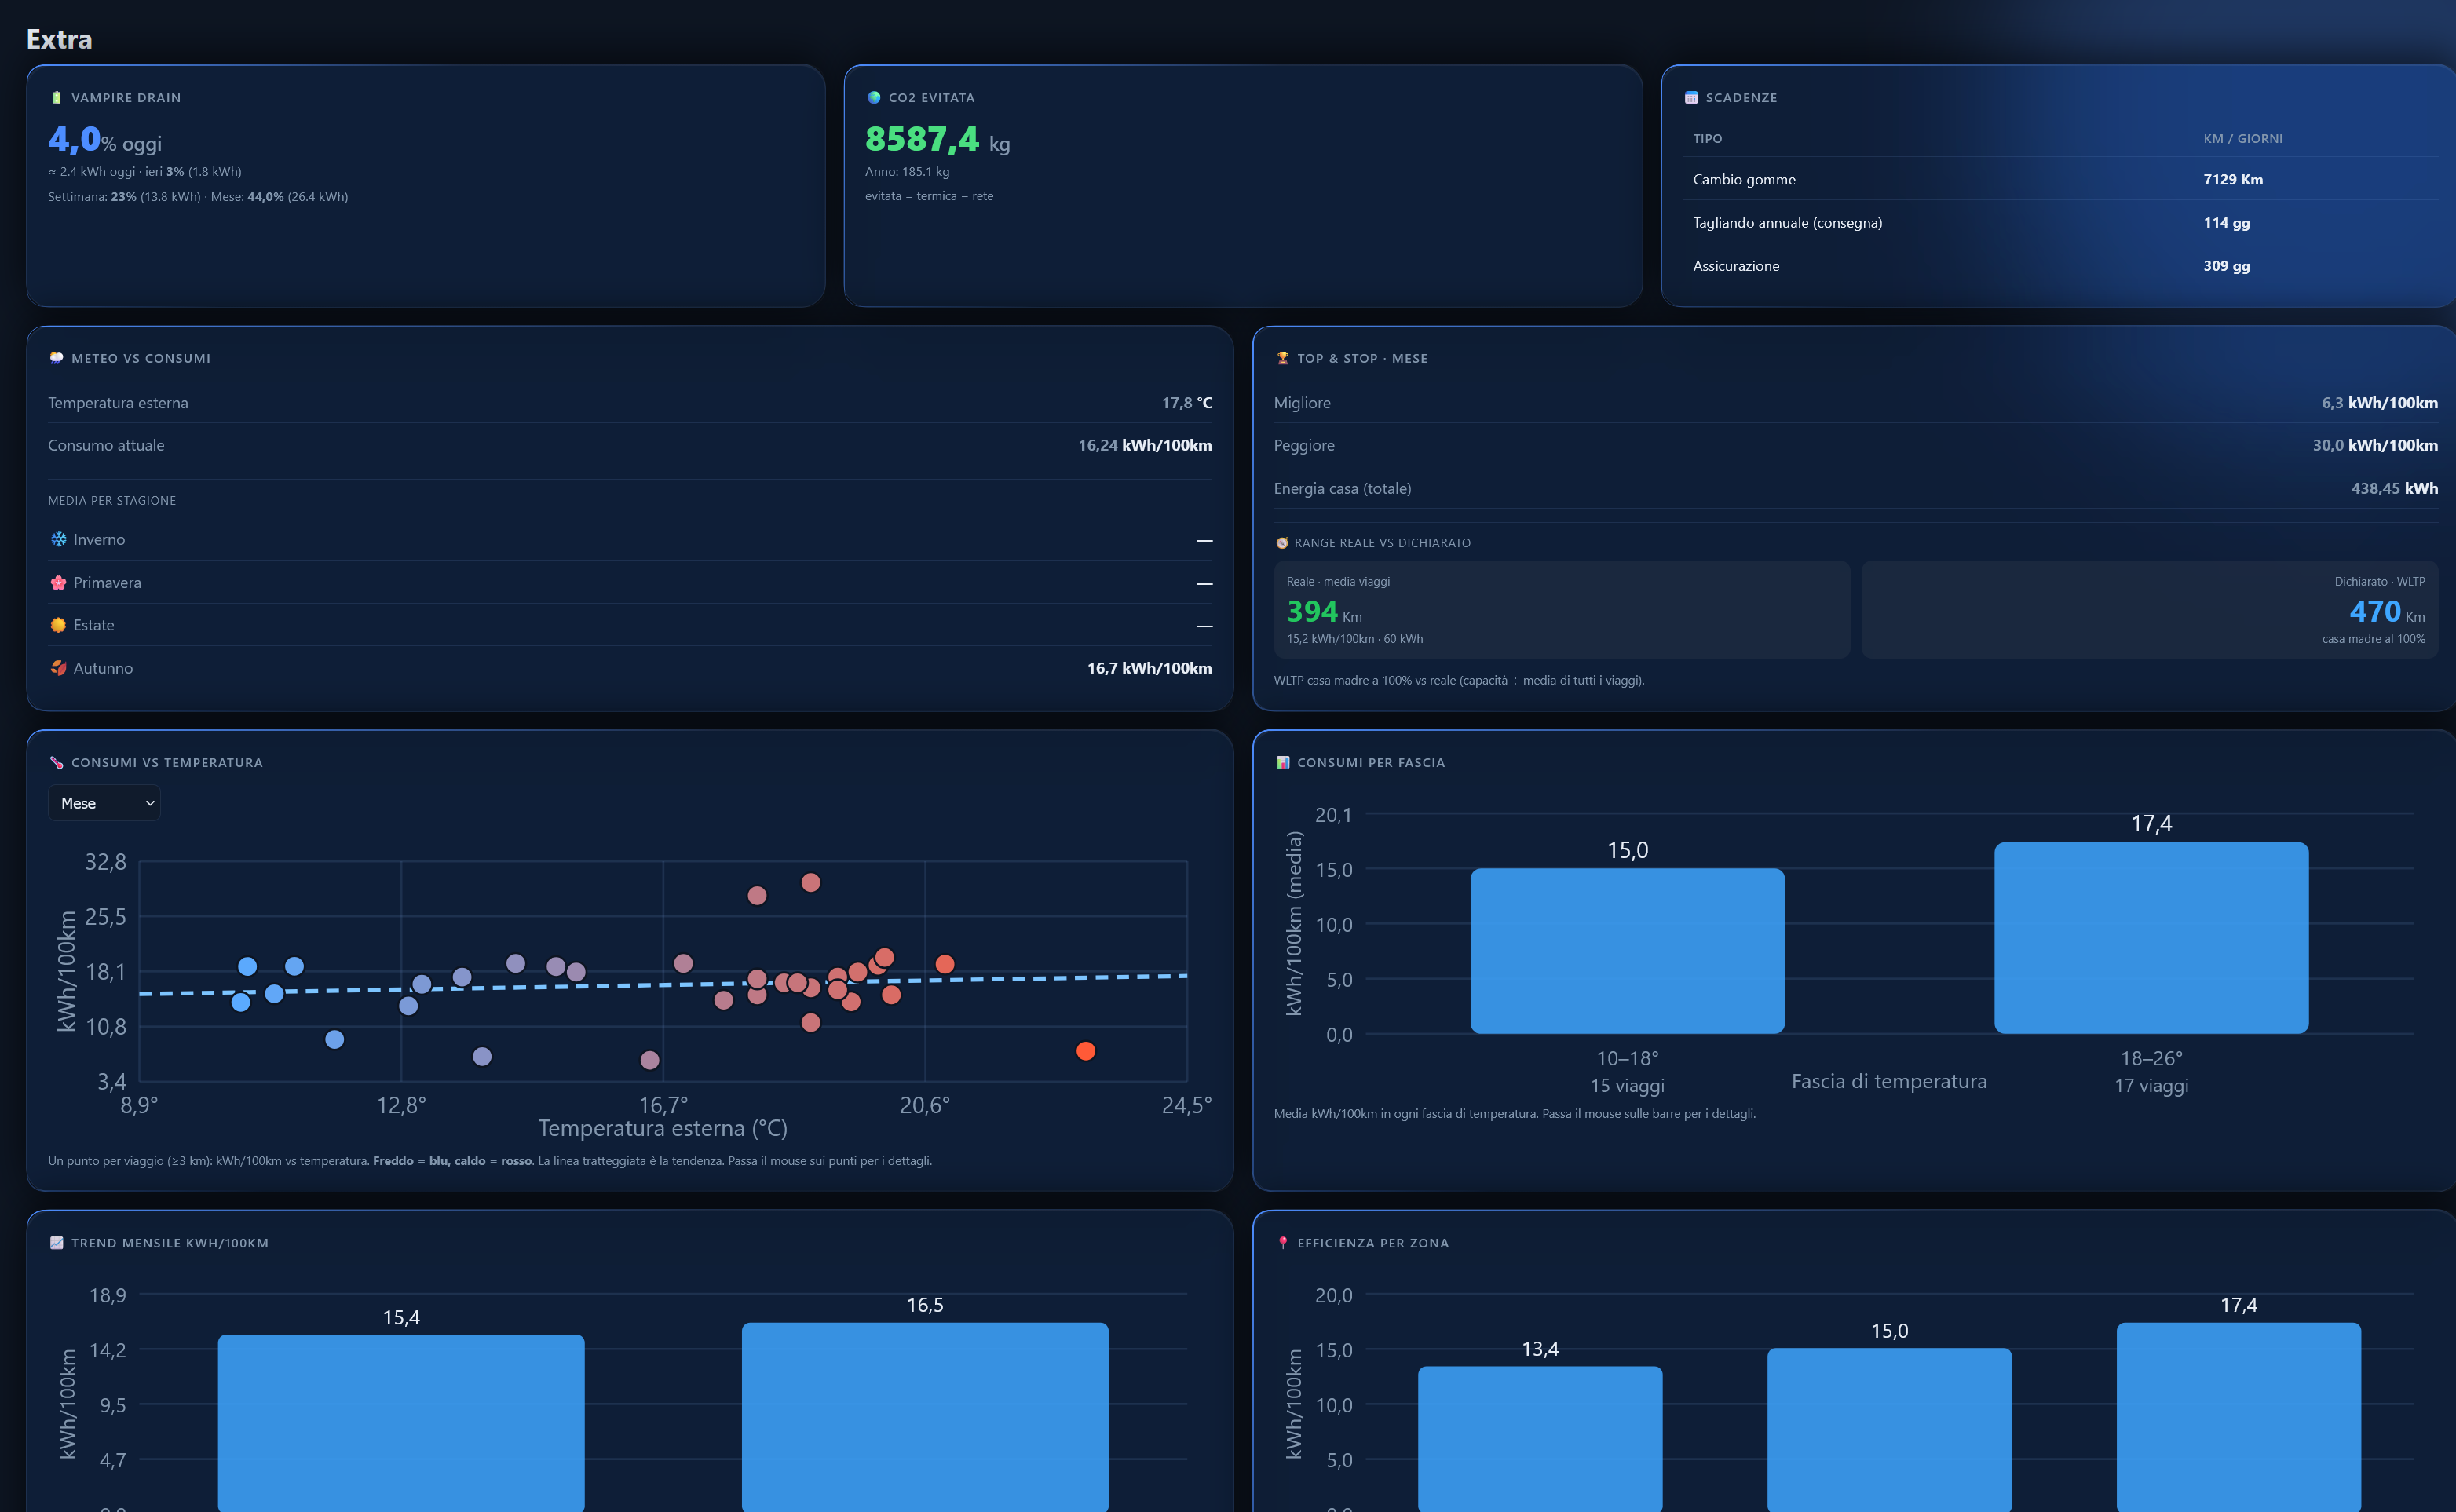 Extra
VAMPIRE DRAIN
4,0% oggi
≈ 2.4 kWh oggi · ieri 3% (1.8 kWh)
Settimana: 23% (13.8 kWh) · Mese: 44,0% (26.4 kWh)
CO2 EVITATA
8587,4 kg
Anno: 185.1 kg
evitata = termica − rete
SCADENZE
TIPO KM / GIORNI
Cambio gomme 7129 Km
Tagliando annuale (consegna) 114 gg
Assicurazione 309 gg
METEO VS CONSUMI
Temperatura esterna 17,8 °C
Consumo attuale 16,24 kWh/100km
MEDIA PER STAGIONE
Inverno —
Primavera —
Estate —
Autunno 16,7 kWh/100km
TOP & STOP · MESE
Migliore 6,3 kWh/100km
Peggiore 30,0 kWh/100km
Energia casa (totale) 438,45 kWh
RANGE REALE VS DICHIARATO
Reale · media viaggi
394 Km
15,2 kWh/100km · 60 kWh
Dichiarato · WLTP
470 Km
casa madre al 100%
WLTP casa madre a 100% vs reale (capacità ÷ media di tutti i viaggi).
CONSUMI VS TEMPERATURA
Mese
kWh/100km
32,8
25,5
18,1
10,8
3,4
8,9° 12,8° 16,7° 20,6° 24,5°
Temperatura esterna (°C)
Un punto per viaggio (≥3 km): kWh/100km vs temperatura. Freddo = blu, caldo = rosso. La linea tratteggiata è la tendenza. Passa il mouse sui punti per i dettagli.
CONSUMI PER FASCIA
kWh/100km (media)
20,1
15,0
10,0
5,0
0,0
15,0 17,4
10–18° 18–26°
15 viaggi Fascia di temperatura 17 viaggi
Media kWh/100km in ogni fascia di temperatura. Passa il mouse sulle barre per i dettagli.
TREND MENSILE KWH/100KM
kWh/100km
18,9
14,2
9,5
4,7
15,4 16,5
EFFICIENZA PER ZONA
kWh/100km
20,0
15,0
10,0
5,0
13,4 15,0 17,4